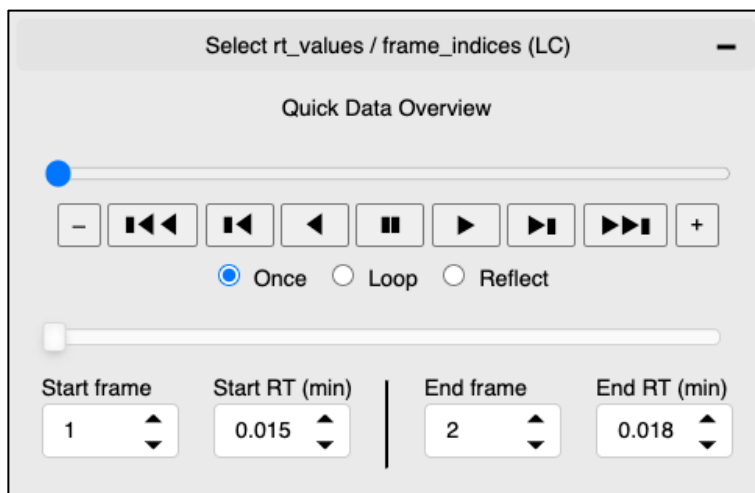 Select rt_values / frame_indices (LC)
Quick Data Overview
– +
Once Loop Reflect
Start frame Start RT (min) End frame End RT (min)
1 0.015 2 0.018